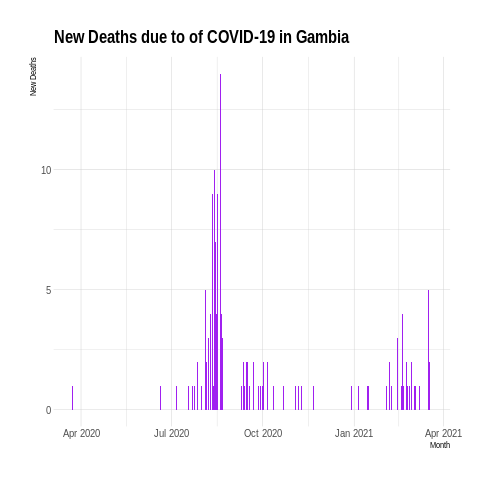 New Deaths due to of COVID-19 in Gambia
New Deaths
10
5
0
Apr 2020 Jul 2020 Oct 2020 Jan 2021 Apr 2021
Month